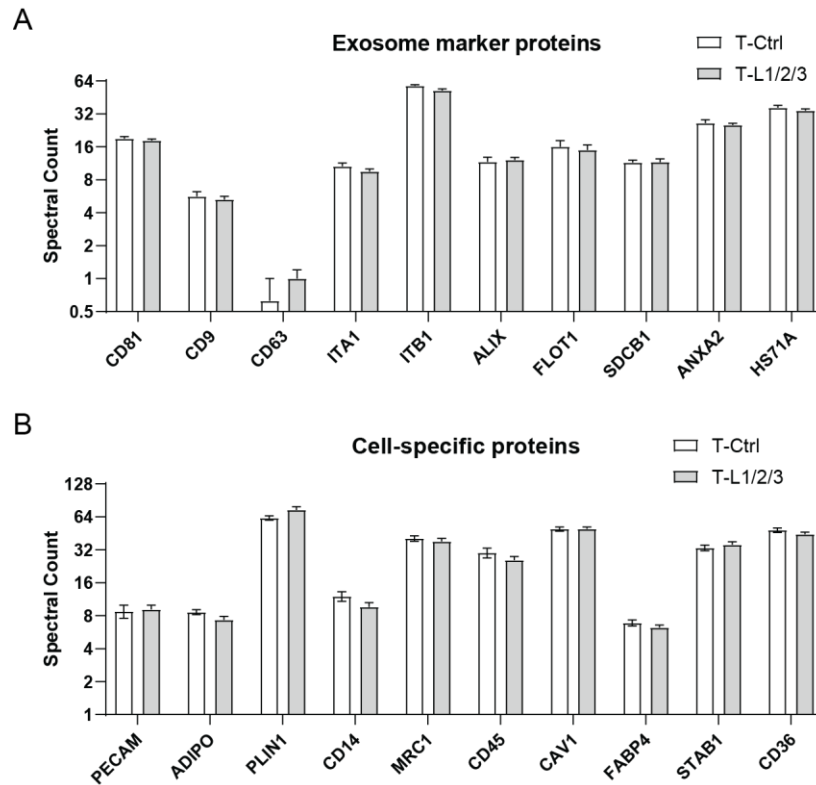 A
Exosome marker proteins
T-Ctrl
T-L1/2/3
Spectral Count
64
32
16
8
4
2
1
0.5
CD81
CD9
CD63
ITA1
ITB1
ALIX
FLOT1
SDCB1
ANXA2
HS71A
B
Cell-specific proteins
T-Ctrl
T-L1/2/3
Spectral Count
128
64
32
16
8
4
2
1
PECAM
ADIPO
PLIN1
CD14
MRC1
CD45
CAV1
FABP4
STAB1
CD36